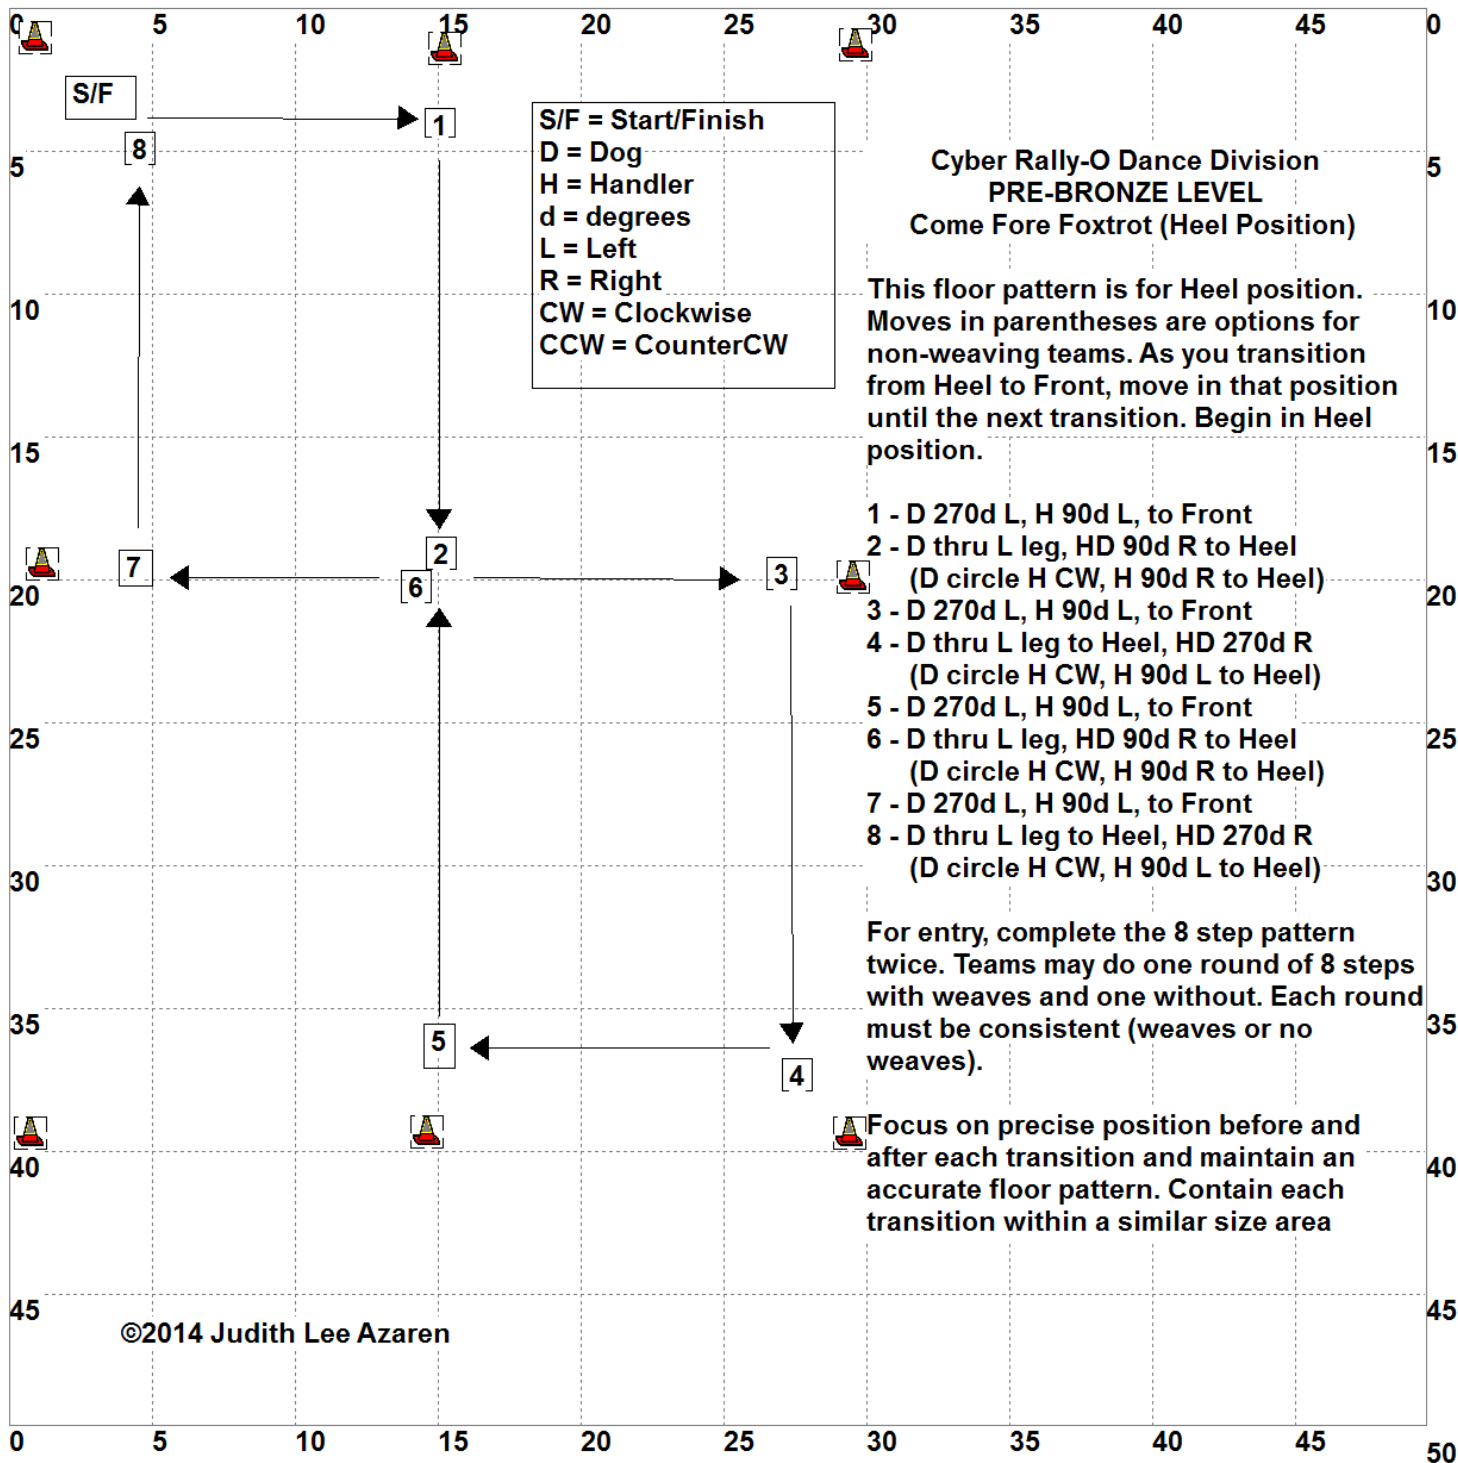 0 5 15 20 25 30 35 40 45 0
S/F
1
8
S/F = Start/Finish
D = Dog
H = Handler
d = degrees
L = Left
R = Right
CW = Clockwise
CCW = CounterCW
5 5
10 10
15 15
20 20
25 25
30 30
35 35
40 40
45 45
2
6
3
7
5
4
Cyber Rally-O Dance Division
PRE-BRONZE LEVEL
Come Fore Foxtrot (Heel Position)
This floor pattern is for Heel position.
Moves in parentheses are options for
non-weaving teams. As you transition
from Heel to Front, move in that position
until the next transition. Begin in Heel
position.
1 - D 270d L, H 90d L, to Front
2 - D thru L leg, HD 90d R to Heel
(D circle H CW, H 90d R to Heel)
3 - D 270d L, H 90d L, to Front
4 - D thru L leg to Heel, HD 270d R
(D circle H CW, H 90d L to Heel)
5 - D 270d L, H 90d L, to Front
6 - D thru L leg, HD 90d R to Heel
(D circle H CW, H 90d R to Heel)
7 - D 270d L, H 90d L, to Front
8 - D thru L leg to Heel, HD 270d R
(D circle H CW, H 90d L to Heel)
For entry, complete the 8 step pattern
twice. Teams may do one round of 8 steps
with weaves and one without. Each round
must be consistent (weaves or no
weaves).
Focus on precise position before and
after each transition and maintain an
accurate floor pattern. Contain each
transition within a similar size area
©2014 Judith Lee Azaren
0 5 10 15 20 25 30 35 40 45 50